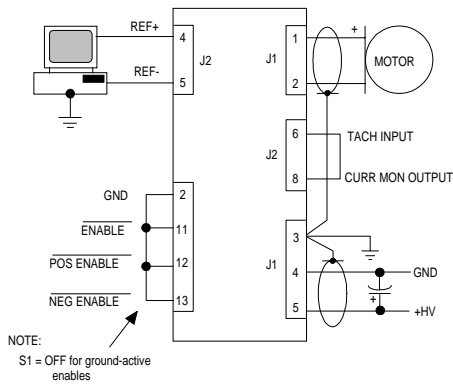 REF+
4
J2
REF-
5
1
J1
+
MOTOR
2
6
TACH INPUT
J2
8
CURR MON OUTPUT
GND
2
ENABLE
11
POS ENABLE
12
NEG ENABLE
13
3
J1
4
GND
+
5
+HV
NOTE:
S1 = OFF for ground-active
enables